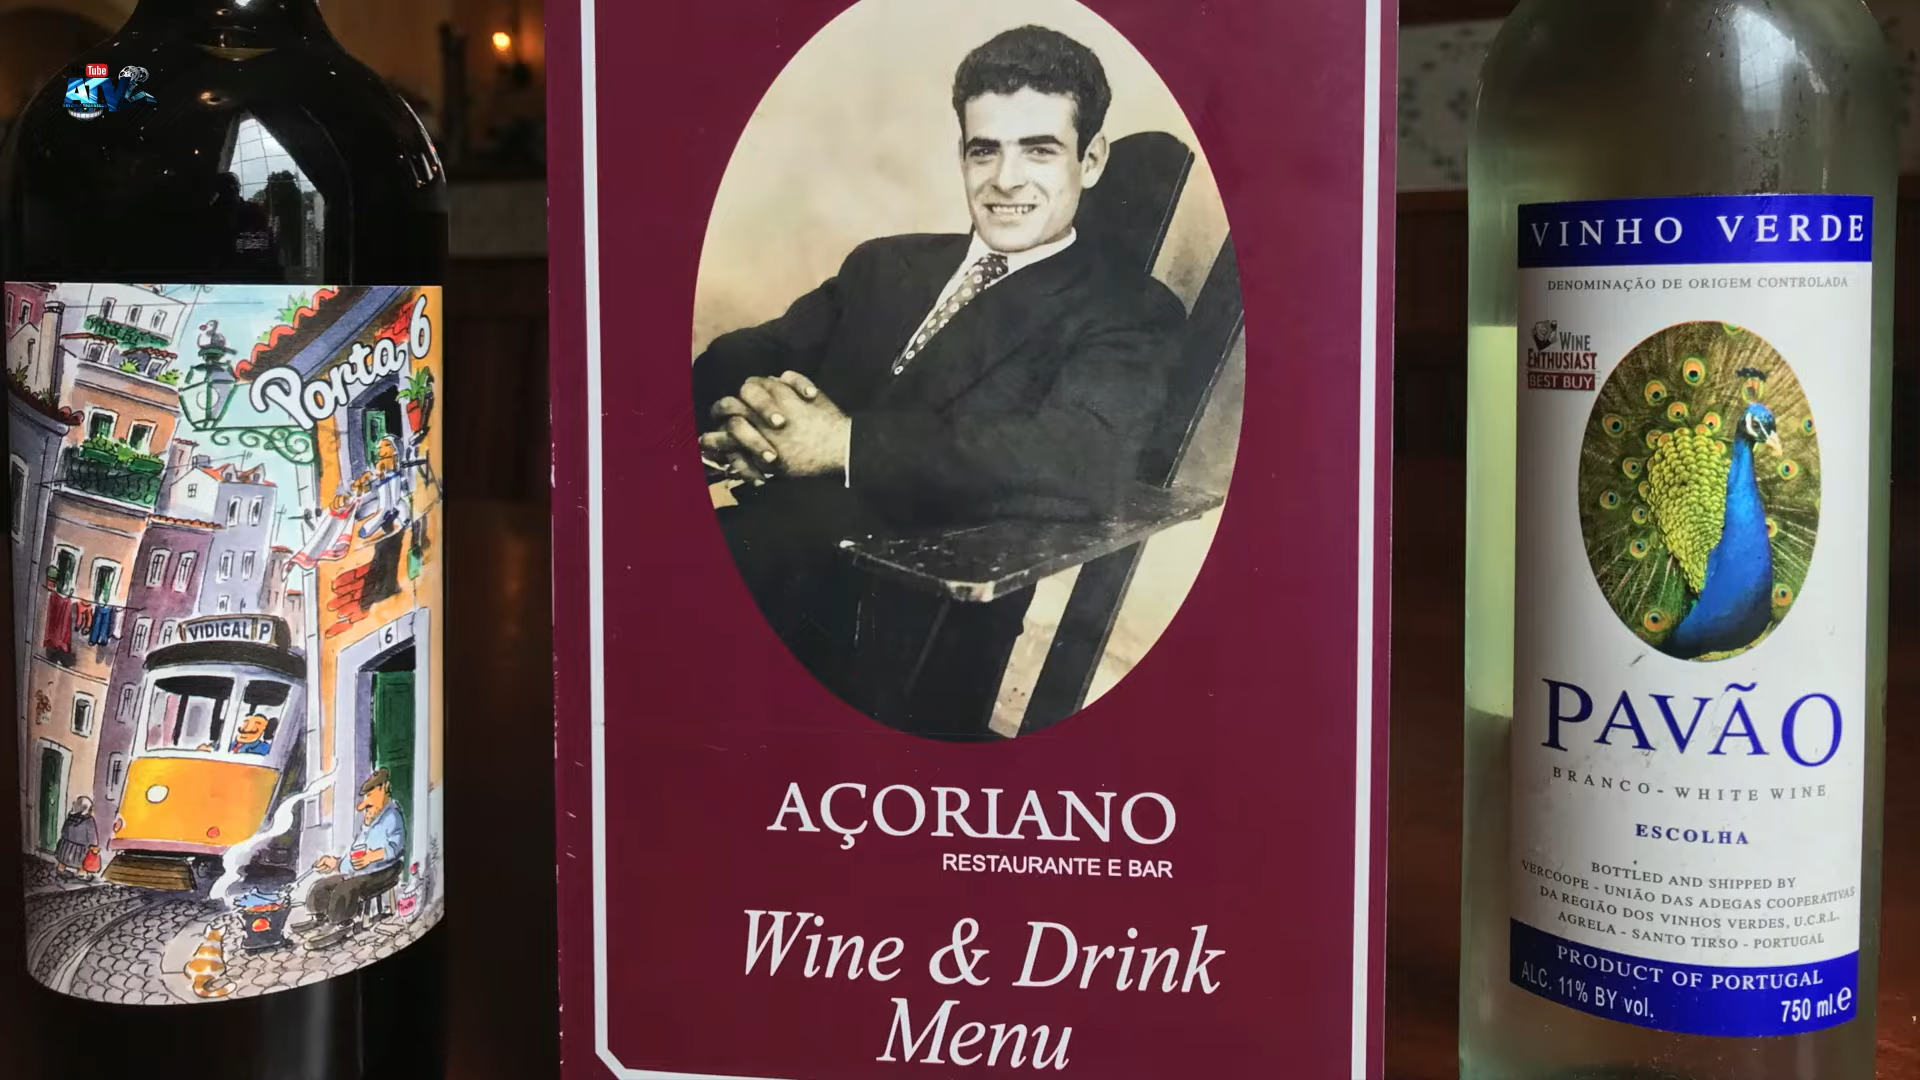 Tube
ATV
Porta 6
VIDIGAL P
6
AÇORIANO
RESTAURANTE E BAR
Wine & Drink
Menu
VINHO VERDE
DENOMINAÇÃO DE ORIGEM CONTROLADA
WINE
ENTHUSIAST
BEST BUY
PAVÃO
BRANCO - WHITE WINE
ESCOLHA
BOTTLED AND SHIPPED BY
VERCOOPE - UNIÃO DAS ADEGAS COOPERATIVAS
DA REGIÃO DOS VINHOS VERDES, U.C.R.L.
AGRELA - SANTO TIRSO - PORTUGAL
PRODUCT OF PORTUGAL
ALC. 11% BY vol.
750 ml.e